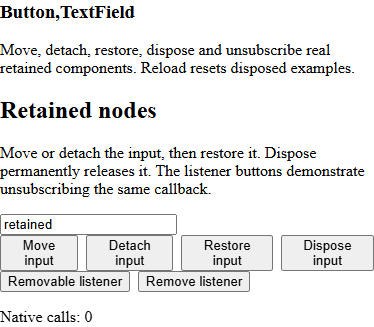 Button,TextField
Move, detach, restore, dispose and unsubscribe real
retained components. Reload resets disposed examples.
Retained nodes
Move or detach the input, then restore it. Dispose
permanently releases it. The listener buttons demonstrate
unsubscribing the same callback.
retained
Move input Detach input Restore input Dispose input
Removable listener Remove listener
Native calls: 0